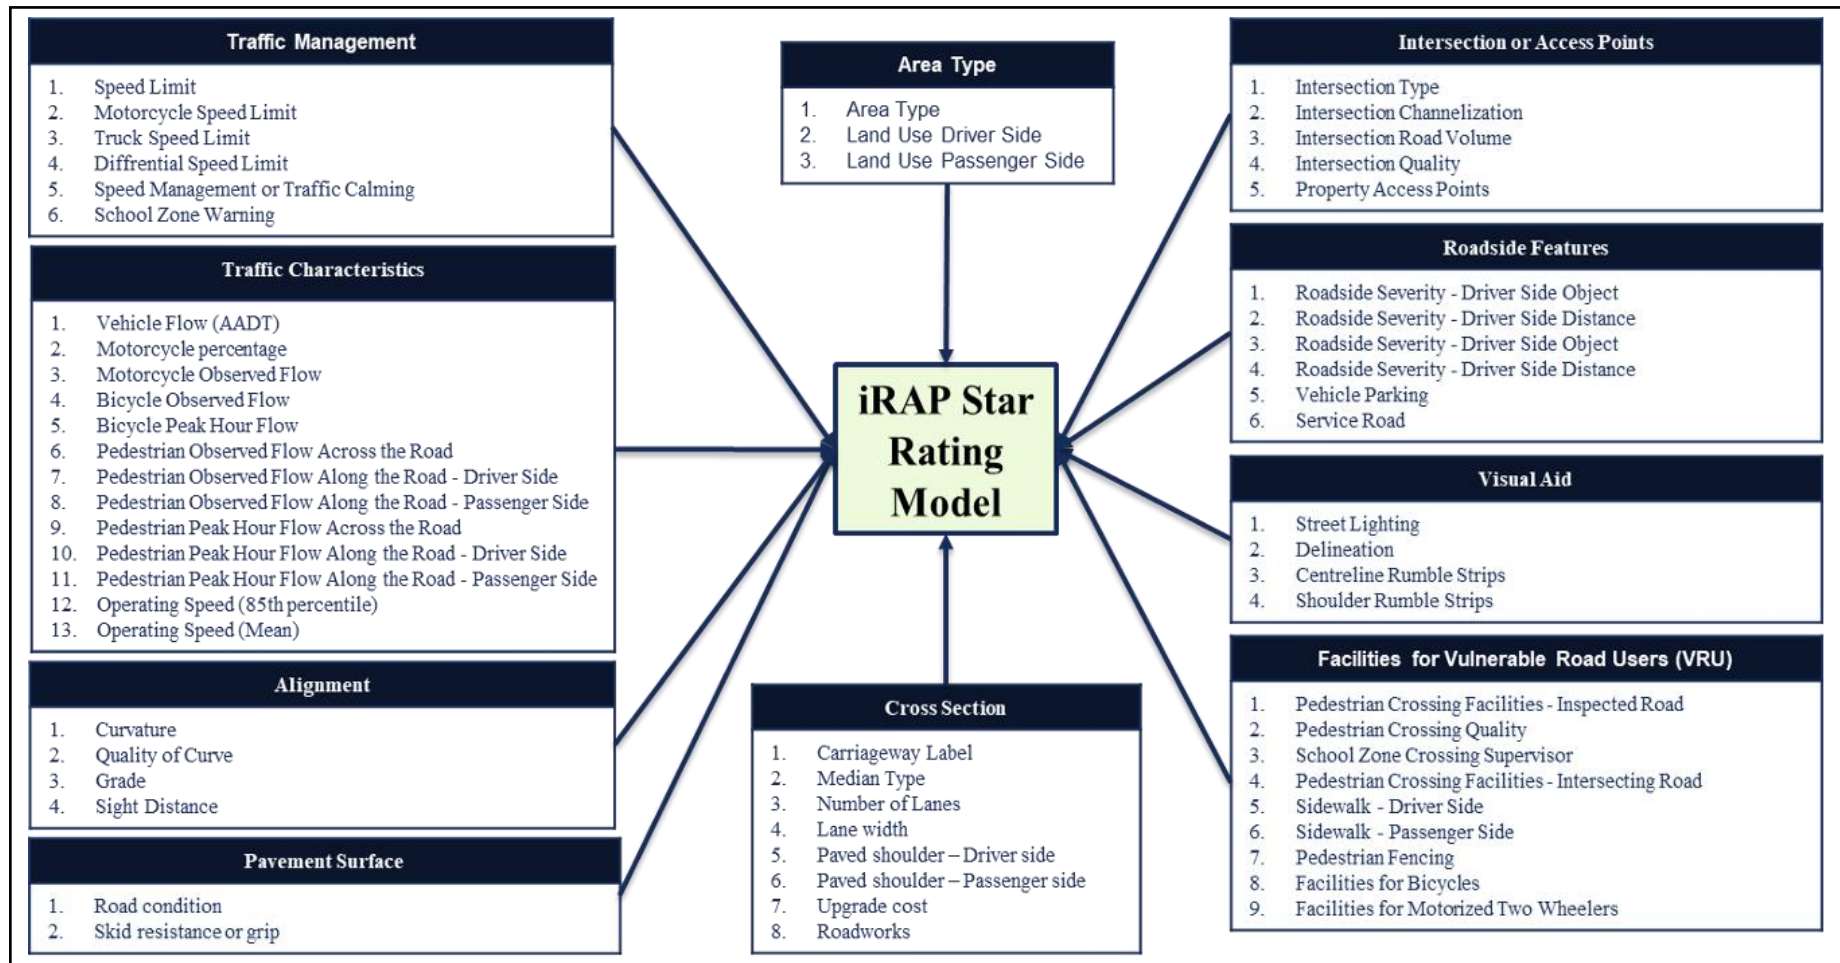 Traffic Management
1. Speed Limit
2. Motorcycle Speed Limit
3. Truck Speed Limit
4. Diffrential Speed Limit
5. Speed Management or Traffic Calming
6. School Zone Warning
Traffic Characteristics
1. Vehicle Flow (AADT)
2. Motorcycle percentage
3. Motorcycle Observed Flow
4. Bicycle Observed Flow
5. Bicycle Peak Hour Flow
6. Pedestrian Observed Flow Across the Road
7. Pedestrian Observed Flow Along the Road - Driver Side
8. Pedestrian Observed Flow Along the Road - Passenger Side
9. Pedestrian Peak Hour Flow Across the Road
10. Pedestrian Peak Hour Flow Along the Road - Driver Side
11. Pedestrian Peak Hour Flow Along the Road - Passenger Side
12. Operating Speed (85th percentile)
13. Operating Speed (Mean)
Alignment
1. Curvature
2. Quality of Curve
3. Grade
4. Sight Distance
Pavement Surface
1. Road condition
2. Skid resistance or grip
Area Type
1. Area Type
2. Land Use Driver Side
3. Land Use Passenger Side
iRAP Star
Rating
Model
Cross Section
1. Carriageway Label
2. Median Type
3. Number of Lanes
4. Lane width
5. Paved shoulder – Driver side
6. Paved shoulder – Passenger side
7. Upgrade cost
8. Roadworks
Intersection or Access Points
1. Intersection Type
2. Intersection Channelization
3. Intersection Road Volume
4. Intersection Quality
5. Property Access Points
Roadside Features
1. Roadside Severity - Driver Side Object
2. Roadside Severity - Driver Side Distance
3. Roadside Severity - Driver Side Object
4. Roadside Severity - Driver Side Distance
5. Vehicle Parking
6. Service Road
Visual Aid
1. Street Lighting
2. Delineation
3. Centreline Rumble Strips
4. Shoulder Rumble Strips
Facilities for Vulnerable Road Users (VRU)
1. Pedestrian Crossing Facilities - Inspected Road
2. Pedestrian Crossing Quality
3. School Zone Crossing Supervisor
4. Pedestrian Crossing Facilities - Intersecting Road
5. Sidewalk - Driver Side
6. Sidewalk - Passenger Side
7. Pedestrian Fencing
8. Facilities for Bicycles
9. Facilities for Motorized Two Wheelers